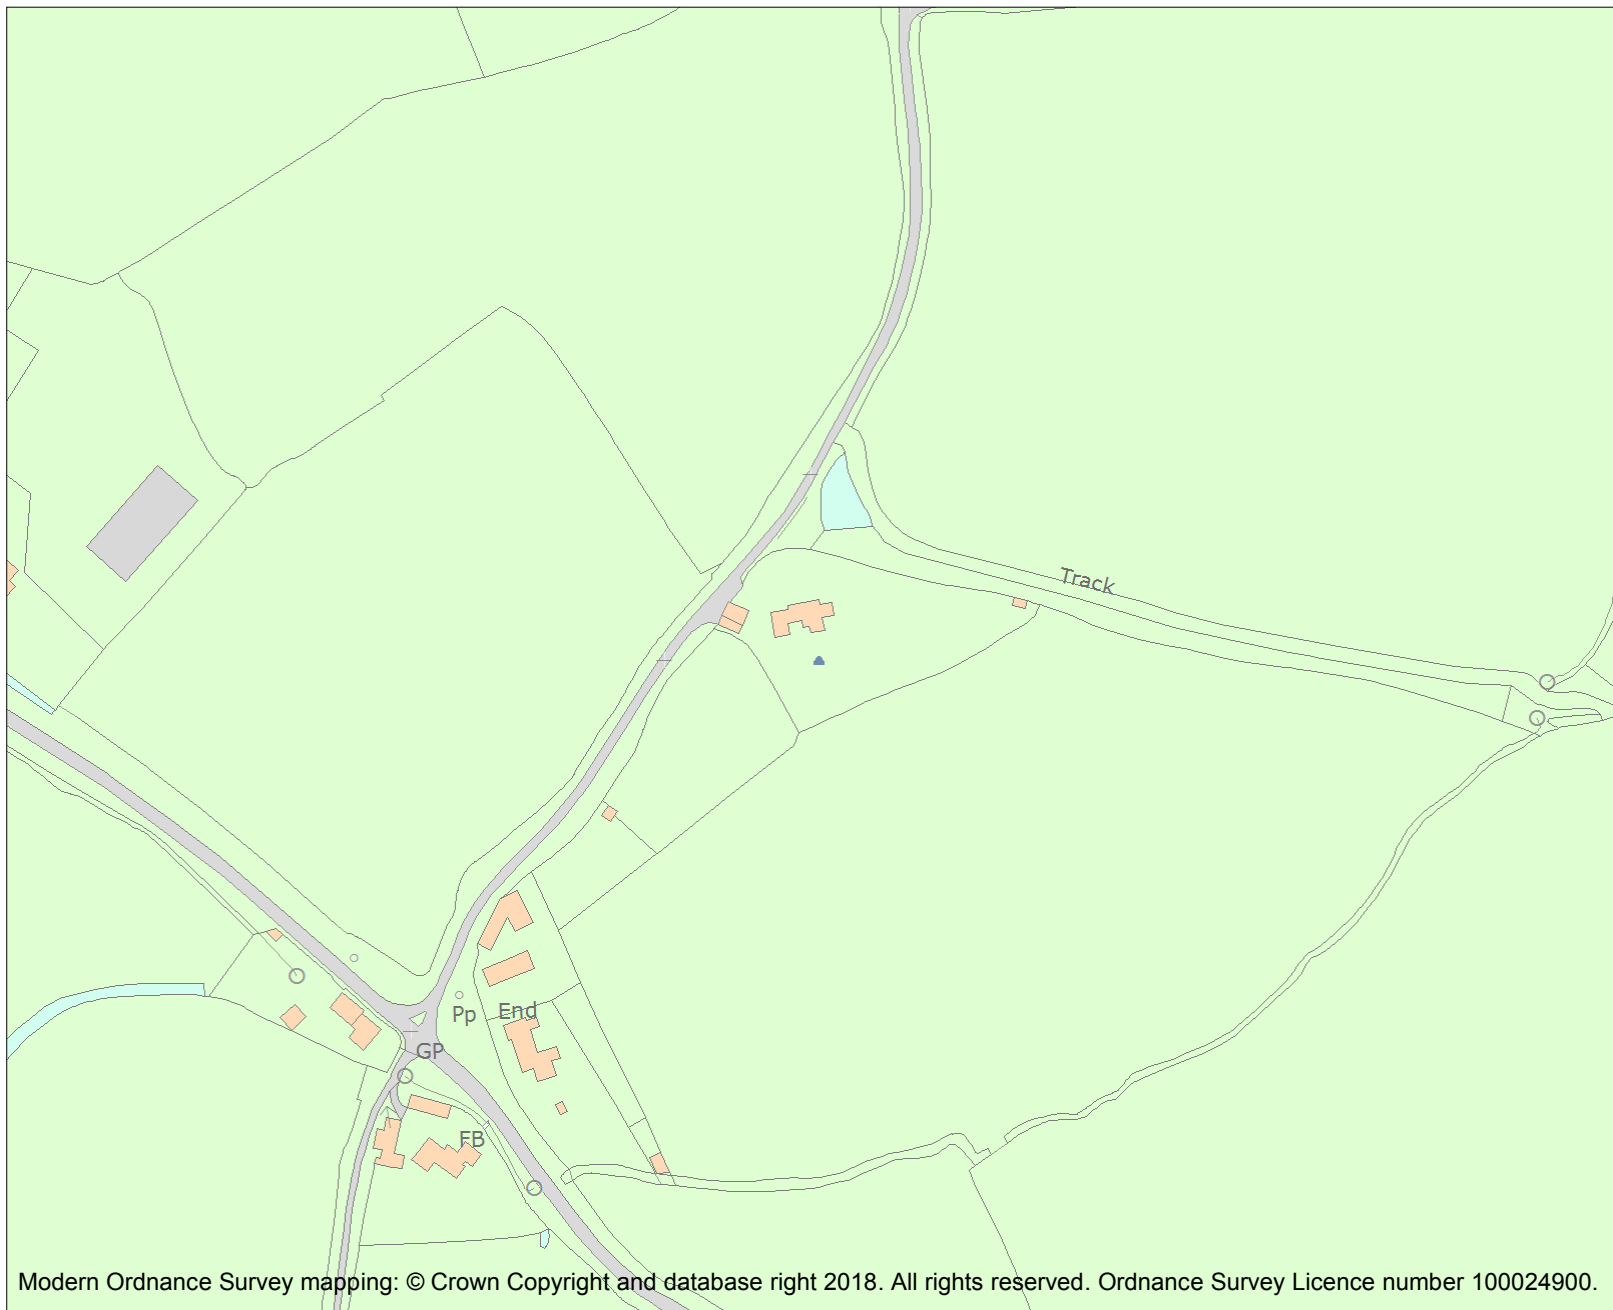 Track
Pp
End
GP
FB
Modern Ordnance Survey mapping: © Crown Copyright and database right 2018. All rights reserved. Ordnance Survey Licence number 100024900.